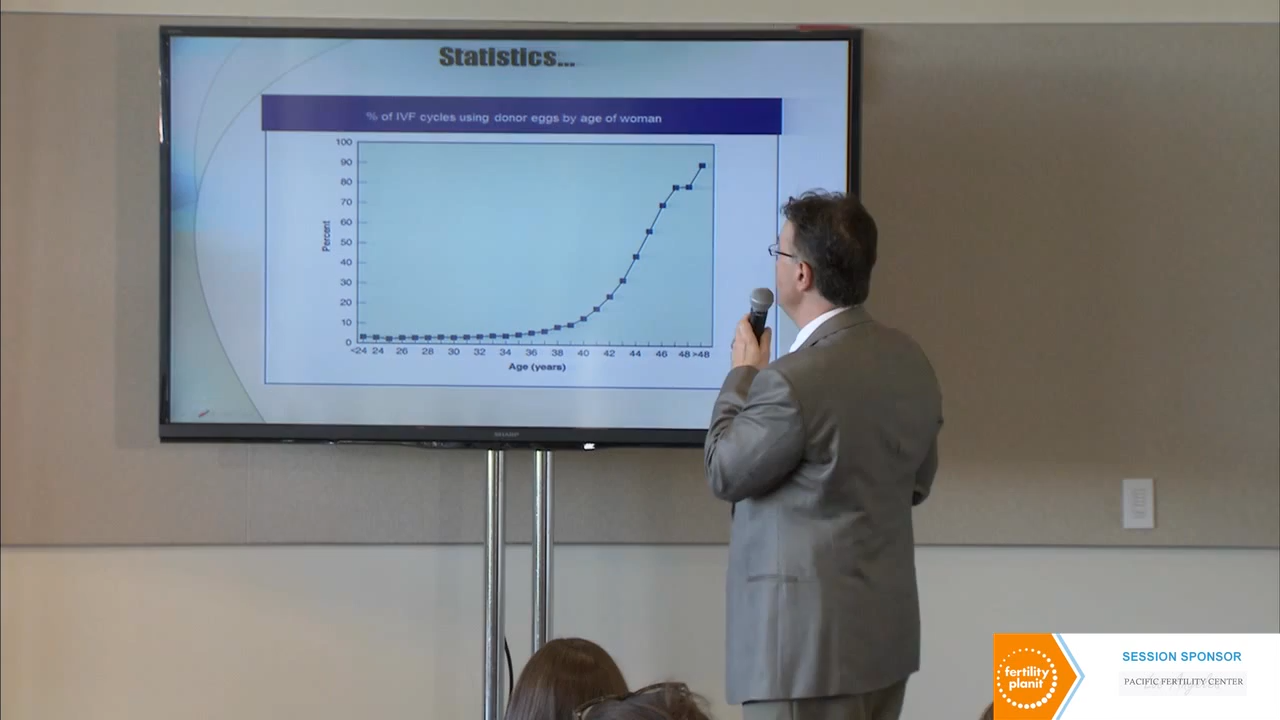 Statistics...
% of IVF cycles using donor eggs by age of woman
100
90
80
70
60
50
40
30
20
10
0
Percent
<24 24 26 28 30 32 34 36 38 40 42 44 46 48 >48
Age (years)
SHARP
fertility
planit
SESSION SPONSOR
PACIFIC FERTILITY CENTER